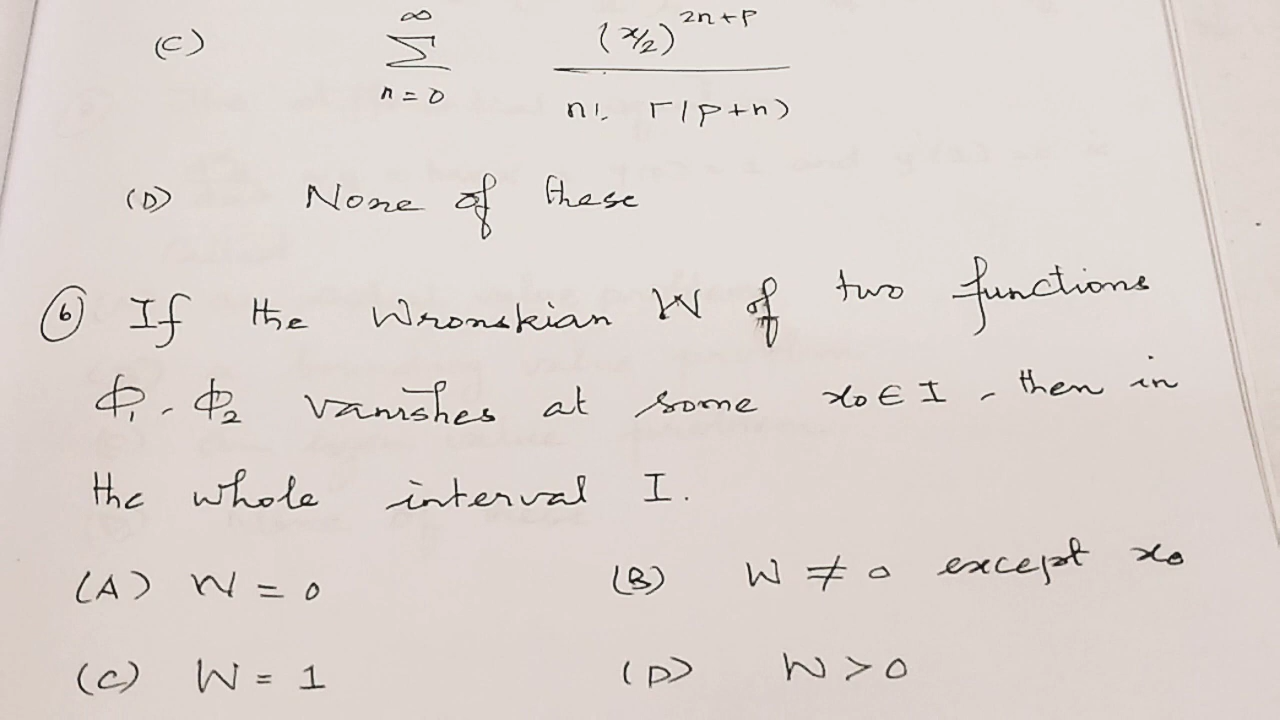 (C) ∞ Σ n=0 (x/2)^{2n+p} / n! Γ(p+n)
(D) None of these
⑥ If the Wronskian W of two functions
Φ₁, Φ₂ vanishes at some x₀ ∈ I, then in
the whole interval I.
(A) W = 0 (B) W ≠ 0 except x₀
(C) W = 1 (D) W > 0